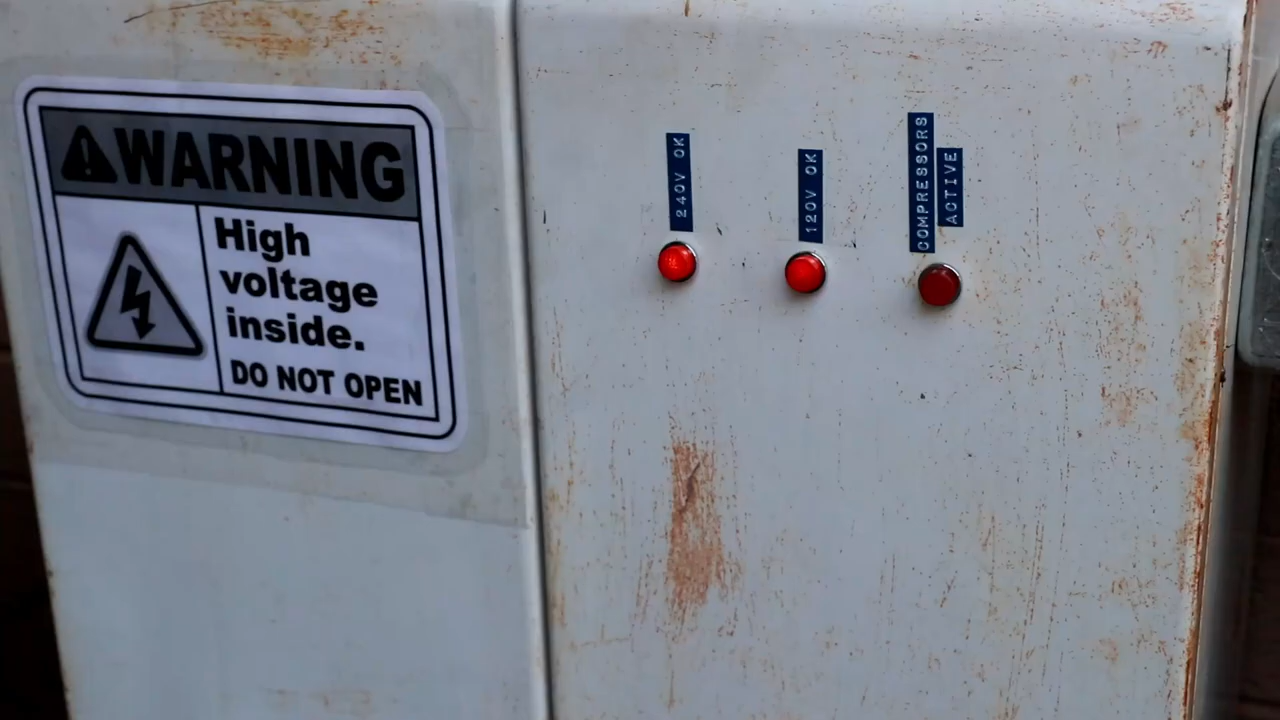 WARNING
High
voltage
inside.
DO NOT OPEN
240V OK
120V OK
COMPRESSORS
ACTIVE